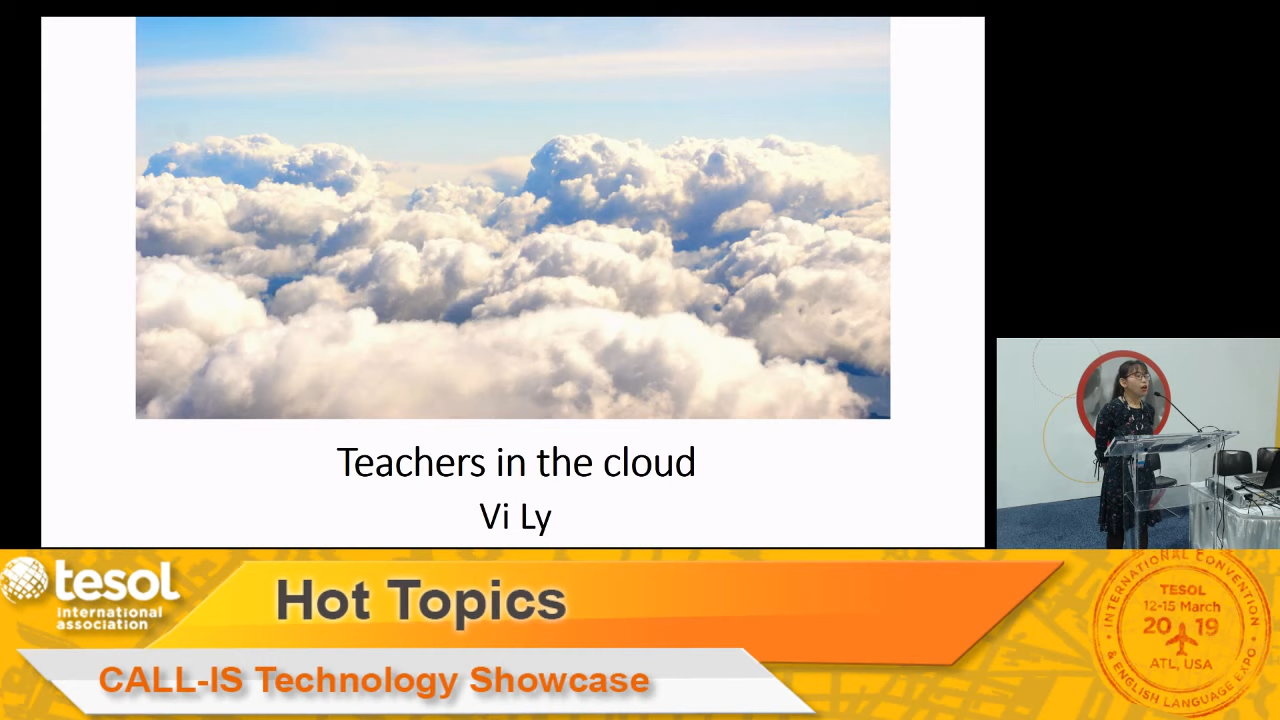 Teachers in the cloud
Vi Ly
tesol
international
association
Hot Topics
CALL-IS Technology Showcase
INTERNATIONAL CONVENTION
TESOL
12-15 March
20 19
ATL, USA
& ENGLISH LANGUAGE EXPO